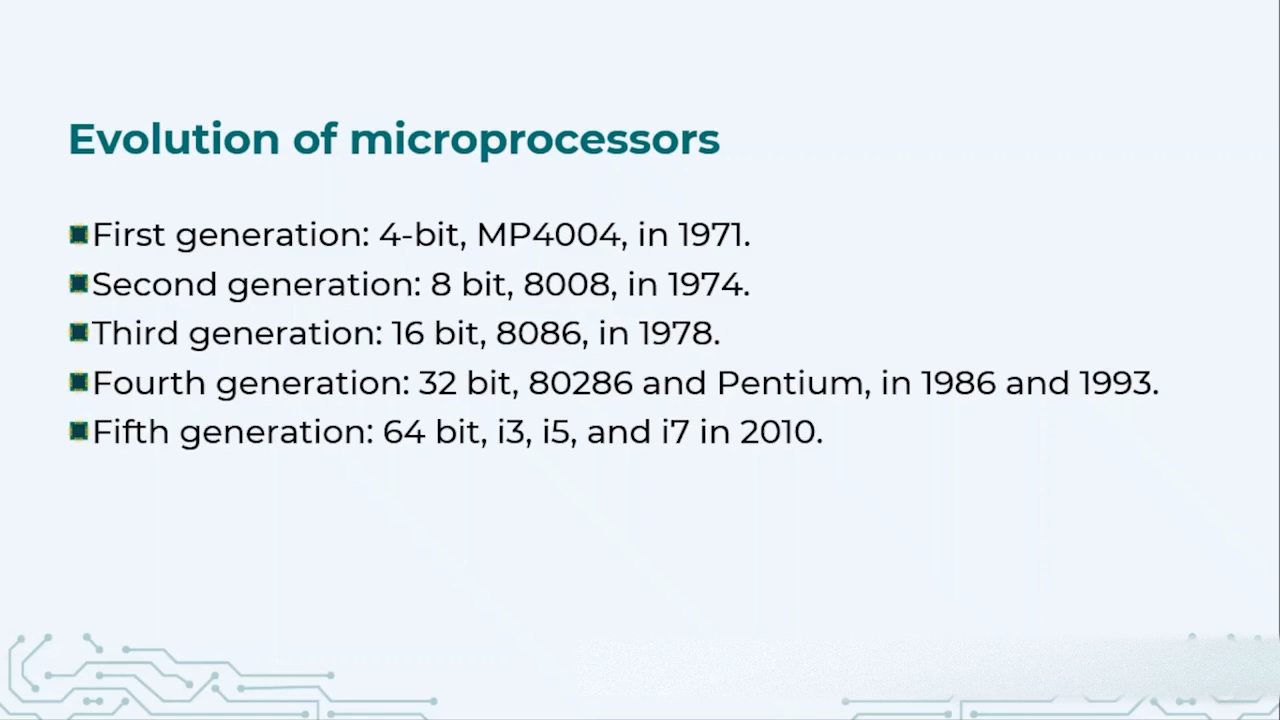 Evolution of microprocessors
First generation: 4-bit, MP4004, in 1971.
Second generation: 8 bit, 8008, in 1974.
Third generation: 16 bit, 8086, in 1978.
Fourth generation: 32 bit, 80286 and Pentium, in 1986 and 1993.
Fifth generation: 64 bit, i3, i5, and i7 in 2010.